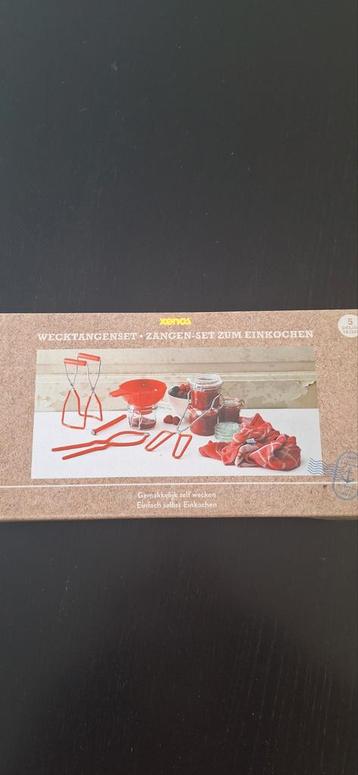 xenos
WECKTANGENSET • ZANGEN-SET ZUM EINKOCHEN
5
Gemakkelijk zelf wecken
Einfach selbst Einkochen